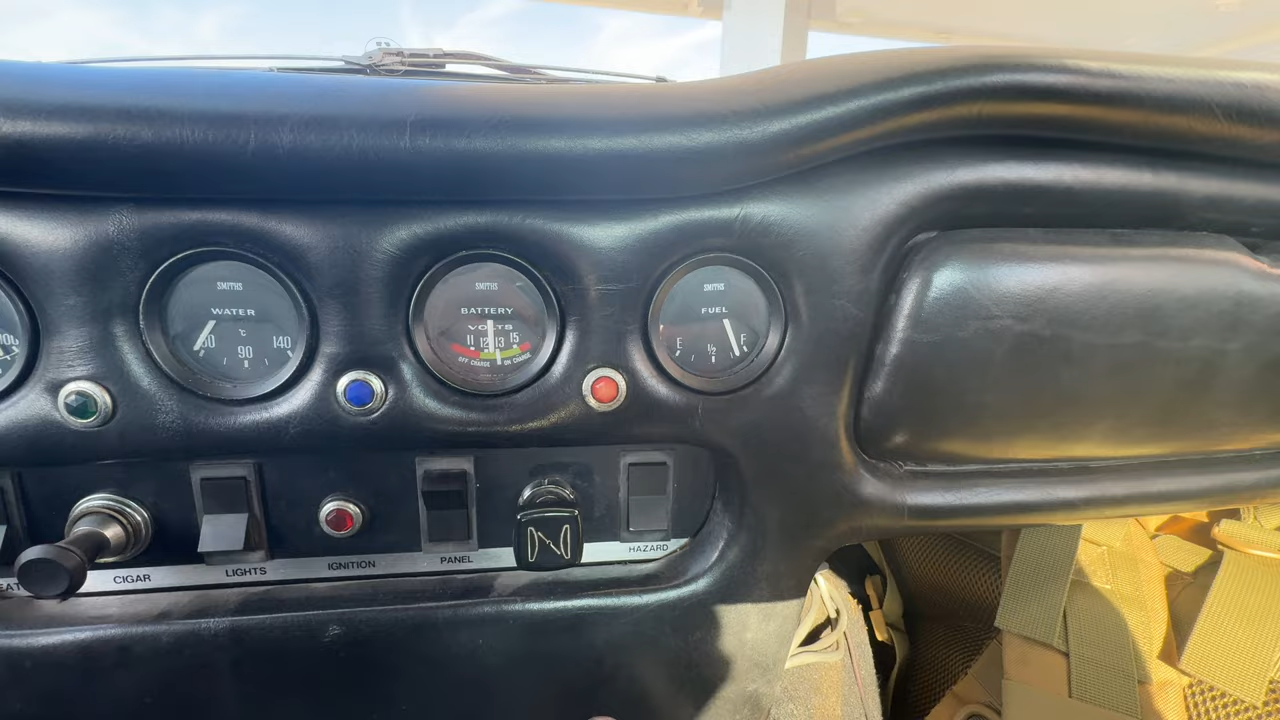 SMITHS
WATER
°C
90
140
SMITHS
BATTERY
VOLTS
11 12 13 15
OFF CHARGE ON CHARGE
SMITHS
FUEL
E ½ F
CIGAR
LIGHTS
IGNITION
PANEL
HAZARD